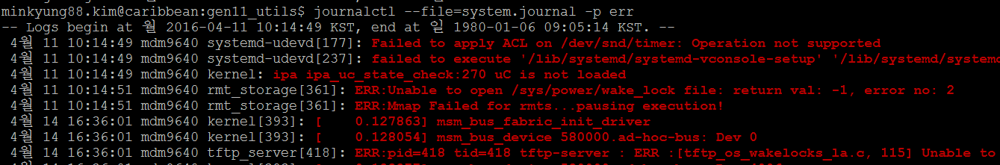 minkyung88.kim@caribbean:gen11_utils$ journalctl --file=system.journal -p err
-- Logs begin at 월 2016-04-11 10:14:49 KST, end at 일 1980-01-06 09:05:14 KST. --
4월 11 10:14:49 mdm9640 systemd-udevd[177]: Failed to apply ACL on /dev/snd/timer: Operation not supported
4월 11 10:14:49 mdm9640 systemd-udevd[237]: failed to execute '/lib/systemd/systemd-vconsole-setup' '/lib/systemd/systemd
4월 11 10:14:49 mdm9640 kernel: ipa ipa_uc_state_check:270 uC is not loaded
4월 11 10:14:51 mdm9640 rmt_storage[361]: ERR:Unable to open /sys/power/wake_lock file: return val: -1, error no: 2
4월 11 10:14:51 mdm9640 rmt_storage[361]: ERR:Mmap Failed for rmts...pausing execution!
4월 14 16:36:01 mdm9640 kernel[393]: [    0.127863] msm_bus_fabric_init_driver
4월 14 16:36:01 mdm9640 kernel[393]: [    0.128054] msm_bus_device 580000.ad-hoc-bus: Dev 0
4월 14 16:36:01 mdm9640 tftp_server[418]: ERR:pid=418 tid=418 tftp-server : ERR :[tftp_os_wakelocks_la.c, 115] Unable to